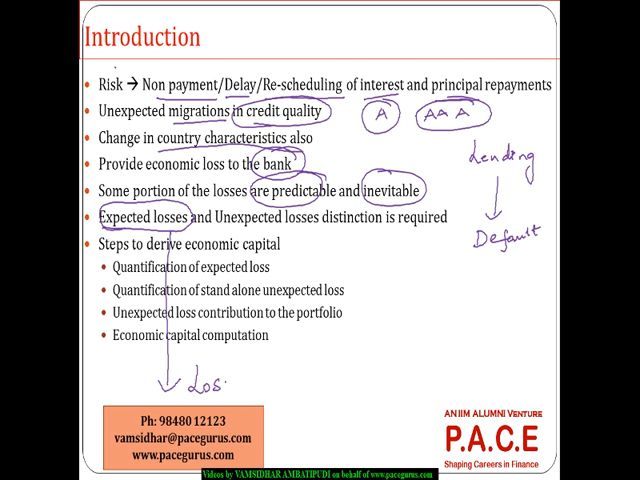 Introduction
Risk → Non payment/Delay/Re-scheduling of interest and principal repayments
Unexpected migrations in credit quality
A
AAA
Change in country characteristics also
Lending
Provide economic loss to the bank
Some portion of the losses are predictable and inevitable
Expected losses and Unexpected losses distinction is required
Default
Steps to derive economic capital
Quantification of expected loss
Quantification of stand alone unexpected loss
Unexpected loss contribution to the portfolio
Economic capital computation
Los
Ph: 98480 12123
vamsidhar@pacegurus.com
www.pacegurus.com
AN IIM ALUMNI VENTURE
P.A.C.E
Shaping Careers in Finance
Videos by VAMSIDHAR AMBATIPUDI on behalf of www.pacegurus.com